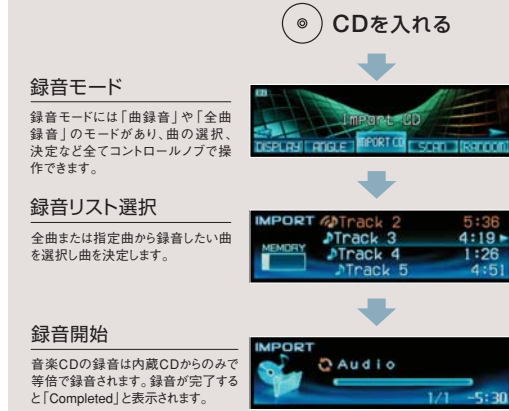 CDを入れる
録音モード
録音モードには「曲録音」や「全曲
録音」のモードがあり、曲の選択、
決定など全てコントロールノブで操
作できます。
Import CD
DISPLAY ANGLE IMPORT CD SCAN RANDOM
録音リスト選択
全曲または指定曲から録音したい曲
を選択し曲を決定します。
IMPORT Track 2 5:36
Track 3 4:19
MEMORY
Track 4 1:26
Track 5 4:51
録音開始
音楽CDの録音は内蔵CDからのみで
等倍で録音されます。録音が完了する
と「Completed」と表示されます。
IMPORT
Audio
1/1 -5:30